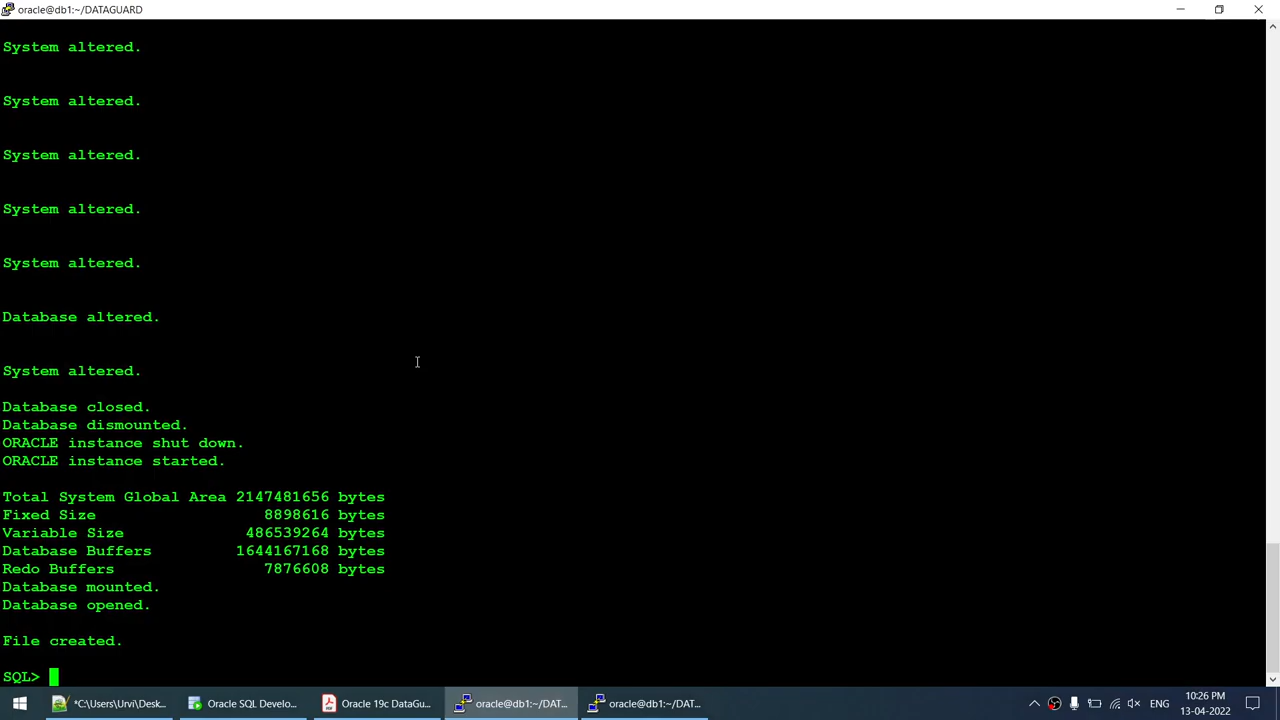 oracle@db1:~/DATAGUARD
System altered.
System altered.
System altered.
System altered.
System altered.
Database altered.
System altered.
Database closed.
Database dismounted.
ORACLE instance shut down.
ORACLE instance started.
Total System Global Area 2147481656 bytes
Fixed Size 8898616 bytes
Variable Size 486539264 bytes
Database Buffers 1644167168 bytes
Redo Buffers 7876608 bytes
Database mounted.
Database opened.
File created.
SQL>
*C:\Users\Urvi\Desk...
Oracle SQL Develo...
Oracle 19c DataGu...
oracle@db1:~/DAT...
oracle@db1:~/DAT...
ENG
10:26 PM
13-04-2022